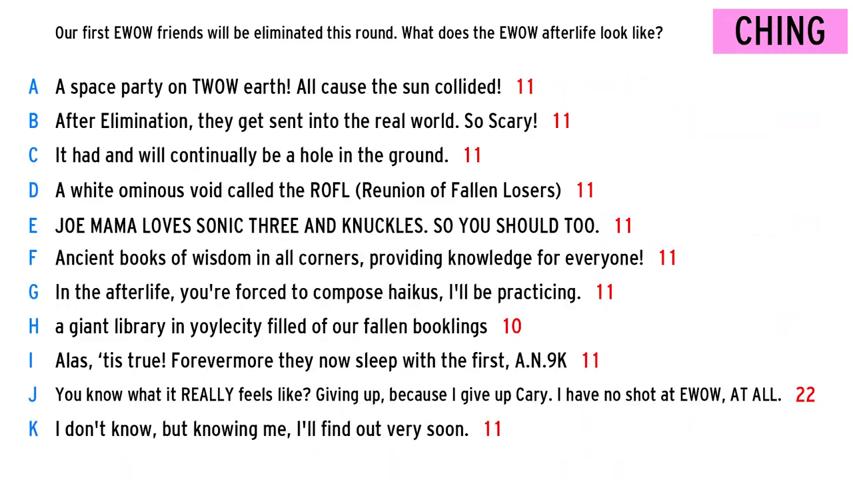 Our first EWOW friends will be eliminated this round. What does the EWOW afterlife look like?
CHING
A A space party on TWOW earth! All cause the sun collided! 11
B After Elimination, they get sent into the real world. So Scary! 11
C It had and will continually be a hole in the ground. 11
D A white ominous void called the ROFL (Reunion of Fallen Losers) 11
E JOE MAMA LOVES SONIC THREE AND KNUCKLES. SO YOU SHOULD TOO. 11
F Ancient books of wisdom in all corners, providing knowledge for everyone! 11
G In the afterlife, you're forced to compose haikus, I'll be practicing. 11
H a giant library in yoylecity filled of our fallen booklings 10
I Alas, ‘tis true! Forevermore they now sleep with the first, A.N.9K 11
J You know what it REALLY feels like? Giving up, because I give up Cary. I have no shot at EWOW, AT ALL. 22
K I don't know, but knowing me, I'll find out very soon. 11